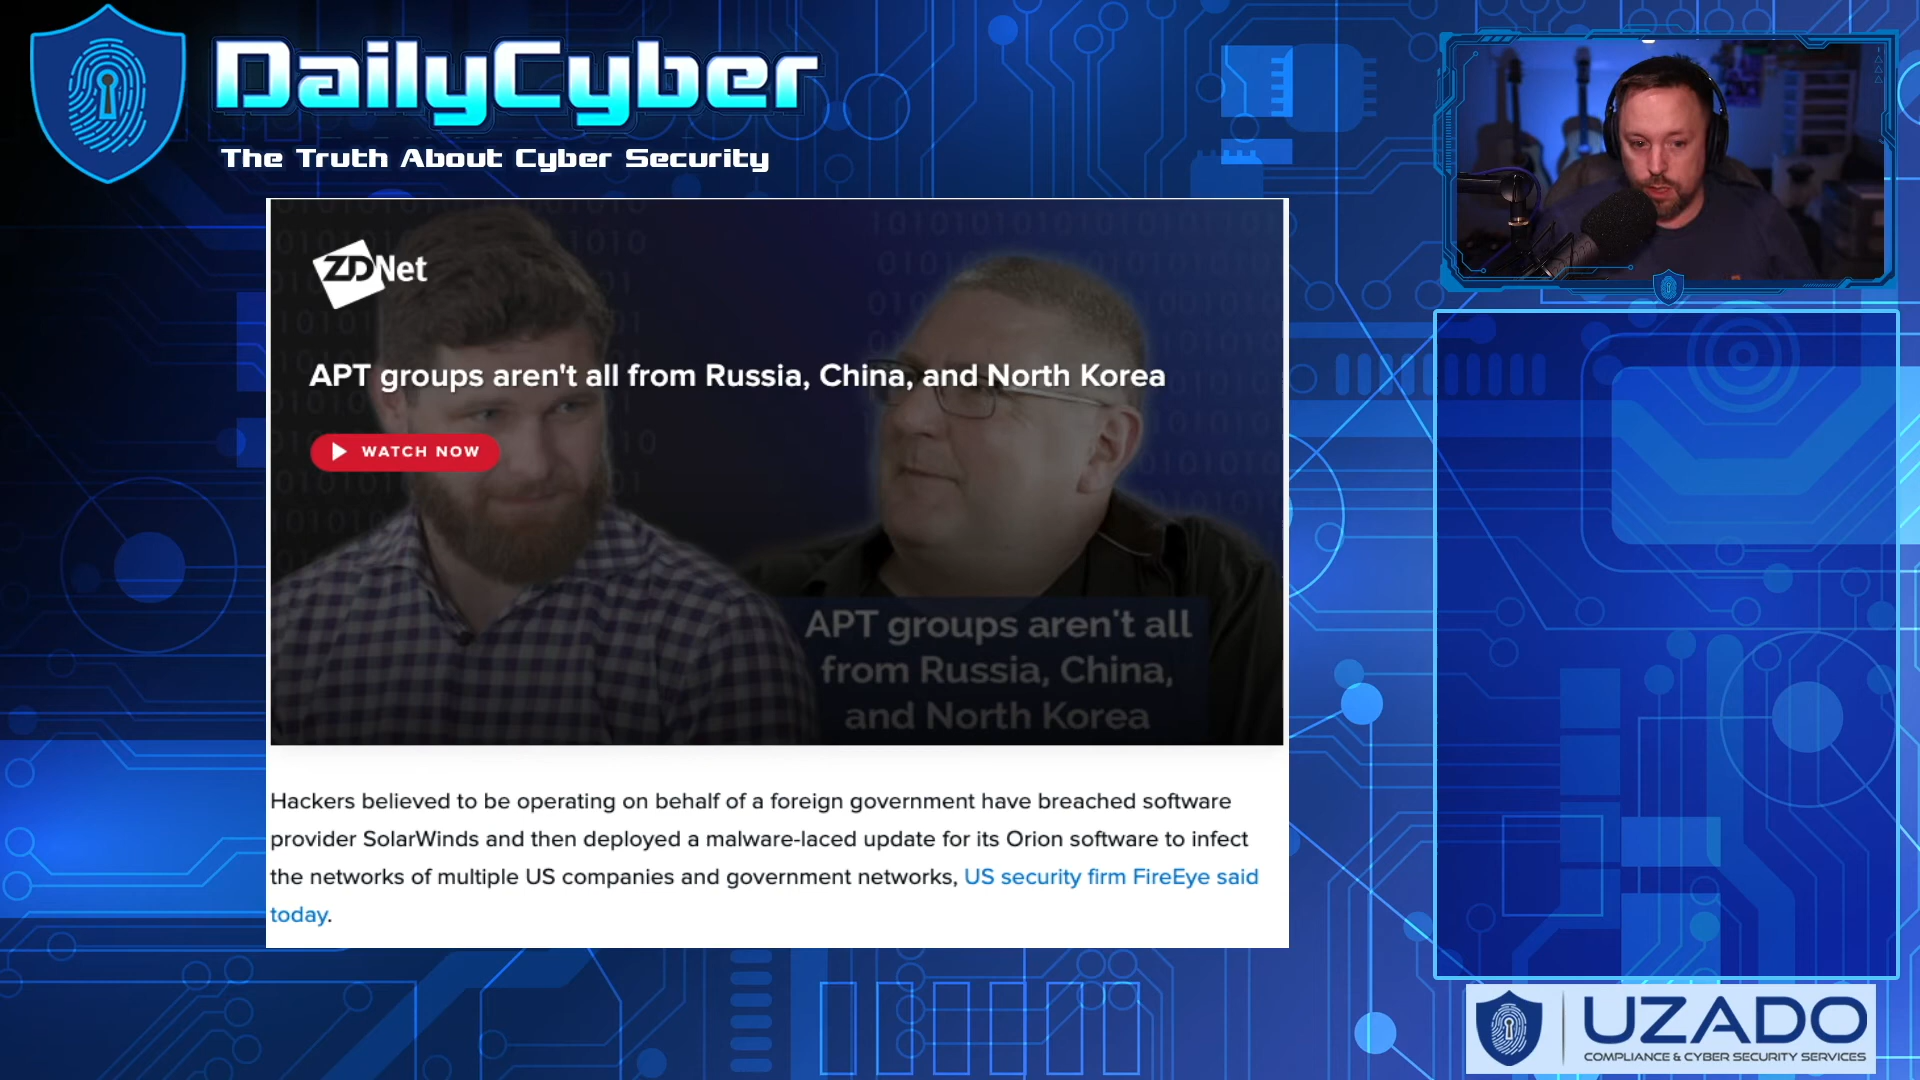 DailyCyber
The Truth About Cyber Security
ZDNet
APT groups aren't all from Russia, China, and North Korea
WATCH NOW
APT groups aren't all
from Russia, China,
and North Korea
Hackers believed to be operating on behalf of a foreign government have breached software
provider SolarWinds and then deployed a malware-laced update for its Orion software to infect
the networks of multiple US companies and government networks, US security firm FireEye said
today.
UZADO
COMPLIANCE & CYBER SECURITY SERVICES